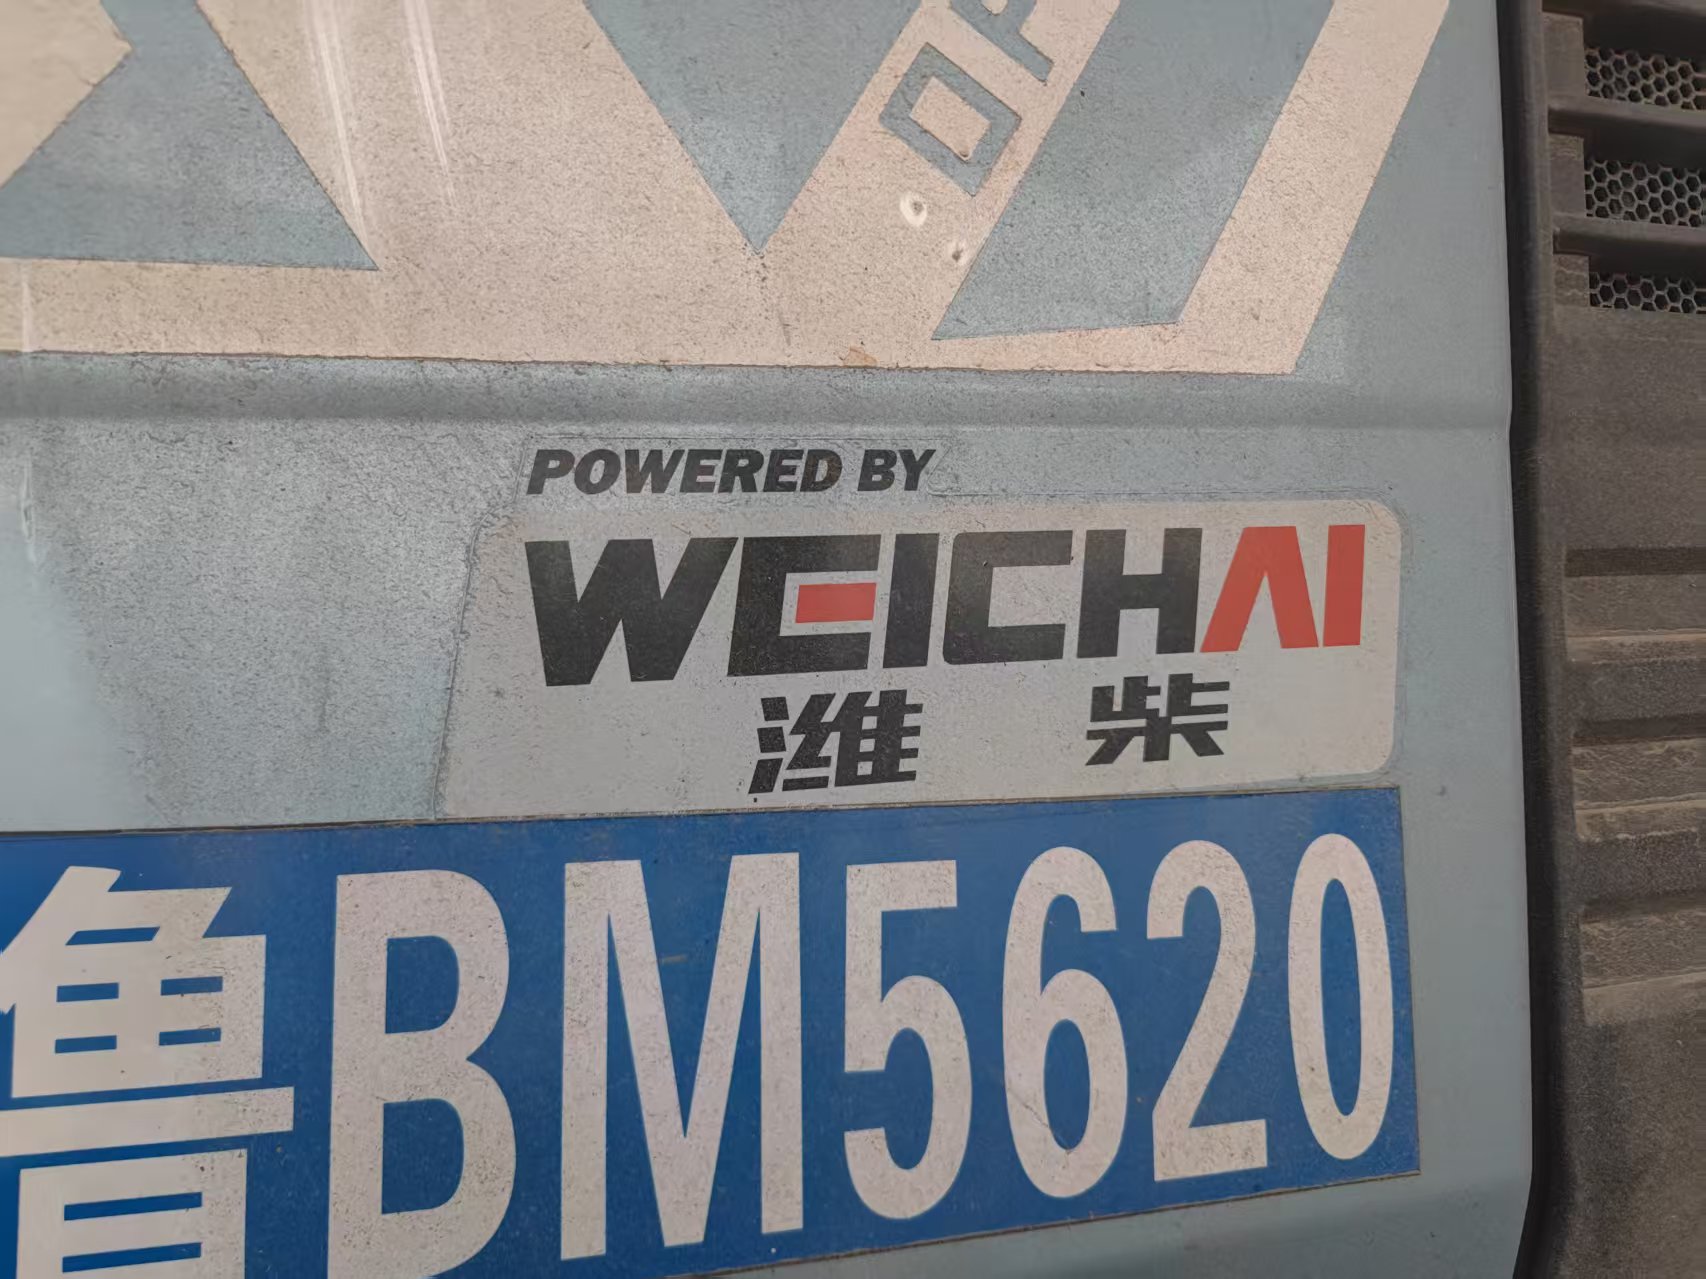 POWERED BY
WEICHAI
潍柴
鲁BM5620